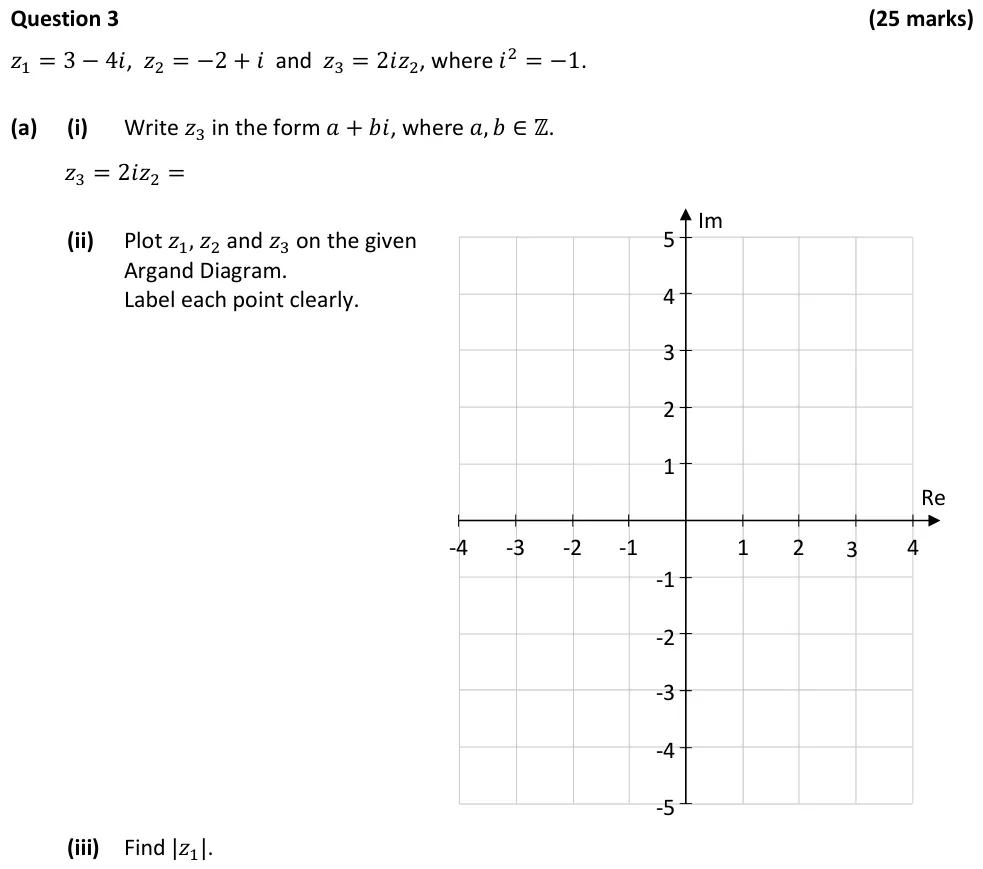 Question 3 (25 marks)
z₁ = 3 − 4i, z₂ = −2 + i and z₃ = 2iz₂, where i² = −1.
(a) (i) Write z₃ in the form a + bi, where a, b ∈ ℤ.
z₃ = 2iz₂ =
(ii) Plot z₁, z₂ and z₃ on the given
Argand Diagram.
Label each point clearly.
Im
5
4
3
2
1
Re
-4 -3 -2 -1 1 2 3 4
-1
-2
-3
-4
-5
(iii) Find |z₁|.